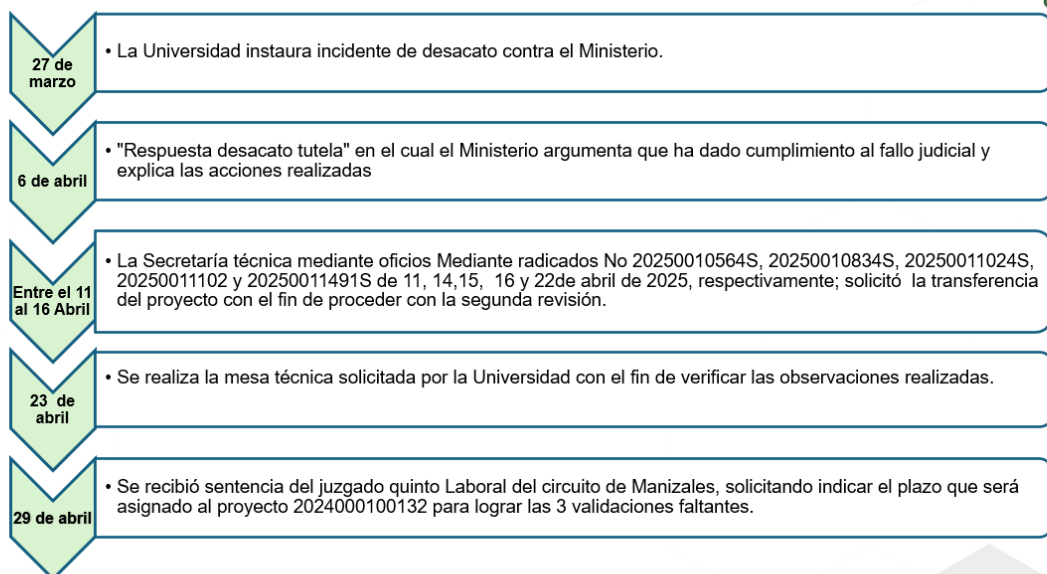 27 de
marzo
• La Universidad instaura incidente de desacato contra el Ministerio.
6 de abril
• "Respuesta desacato tutela" en el cual el Ministerio argumenta que ha dado cumplimiento al fallo judicial y
explica las acciones realizadas
Entre el 11
al 16 Abril
• La Secretaría técnica mediante oficios Mediante radicados No 20250010564S, 20250010834S, 20250011024S,
20250011102 y 20250011491S de 11, 14,15, 16 y 22de abril de 2025, respectivamente; solicitó la transferencia
del proyecto con el fin de proceder con la segunda revisión.
23 de
abril
• Se realiza la mesa técnica solicitada por la Universidad con el fin de verificar las observaciones realizadas.
29 de abril
• Se recibió sentencia del juzgado quinto Laboral del circuito de Manizales, solicitando indicar el plazo que será
asignado al proyecto 2024000100132 para lograr las 3 validaciones faltantes.